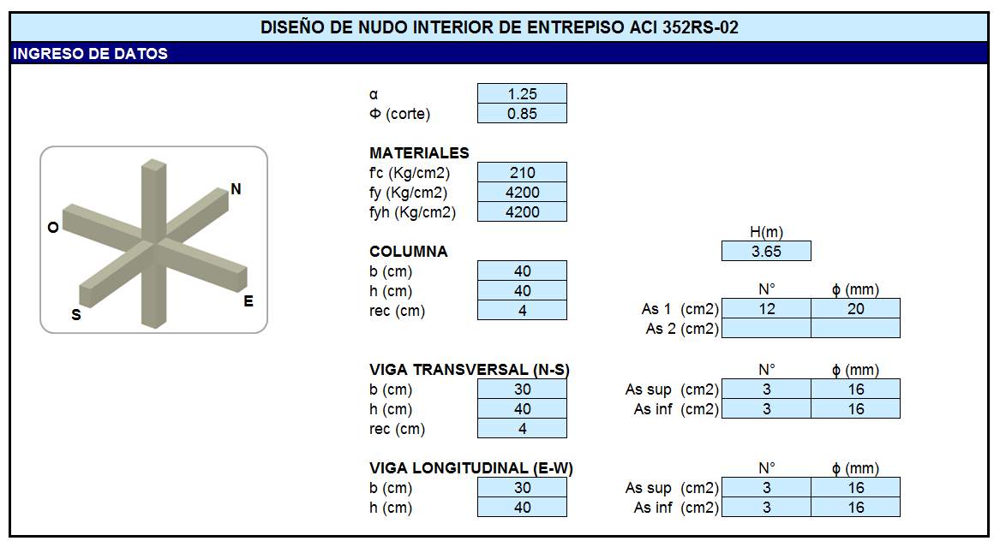 DISEÑO DE NUDO INTERIOR DE ENTREPISO ACI 352RS-02
INGRESO DE DATOS
α 1.25
Φ (corte) 0.85
MATERIALES
f'c (Kg/cm2) 210
fy (Kg/cm2) 4200
fyh (Kg/cm2) 4200
N
O
S
E
H(m)
3.65
COLUMNA
b (cm) 40
h (cm) 40
rec (cm) 4
N° ϕ (mm)
As 1 (cm2) 12 20
As 2 (cm2)
VIGA TRANSVERSAL (N-S)
b (cm) 30
h (cm) 40
rec (cm) 4
N° ϕ (mm)
As sup (cm2) 3 16
As inf (cm2) 3 16
VIGA LONGITUDINAL (E-W)
b (cm) 30
h (cm) 40
N° ϕ (mm)
As sup (cm2) 3 16
As inf (cm2) 3 16